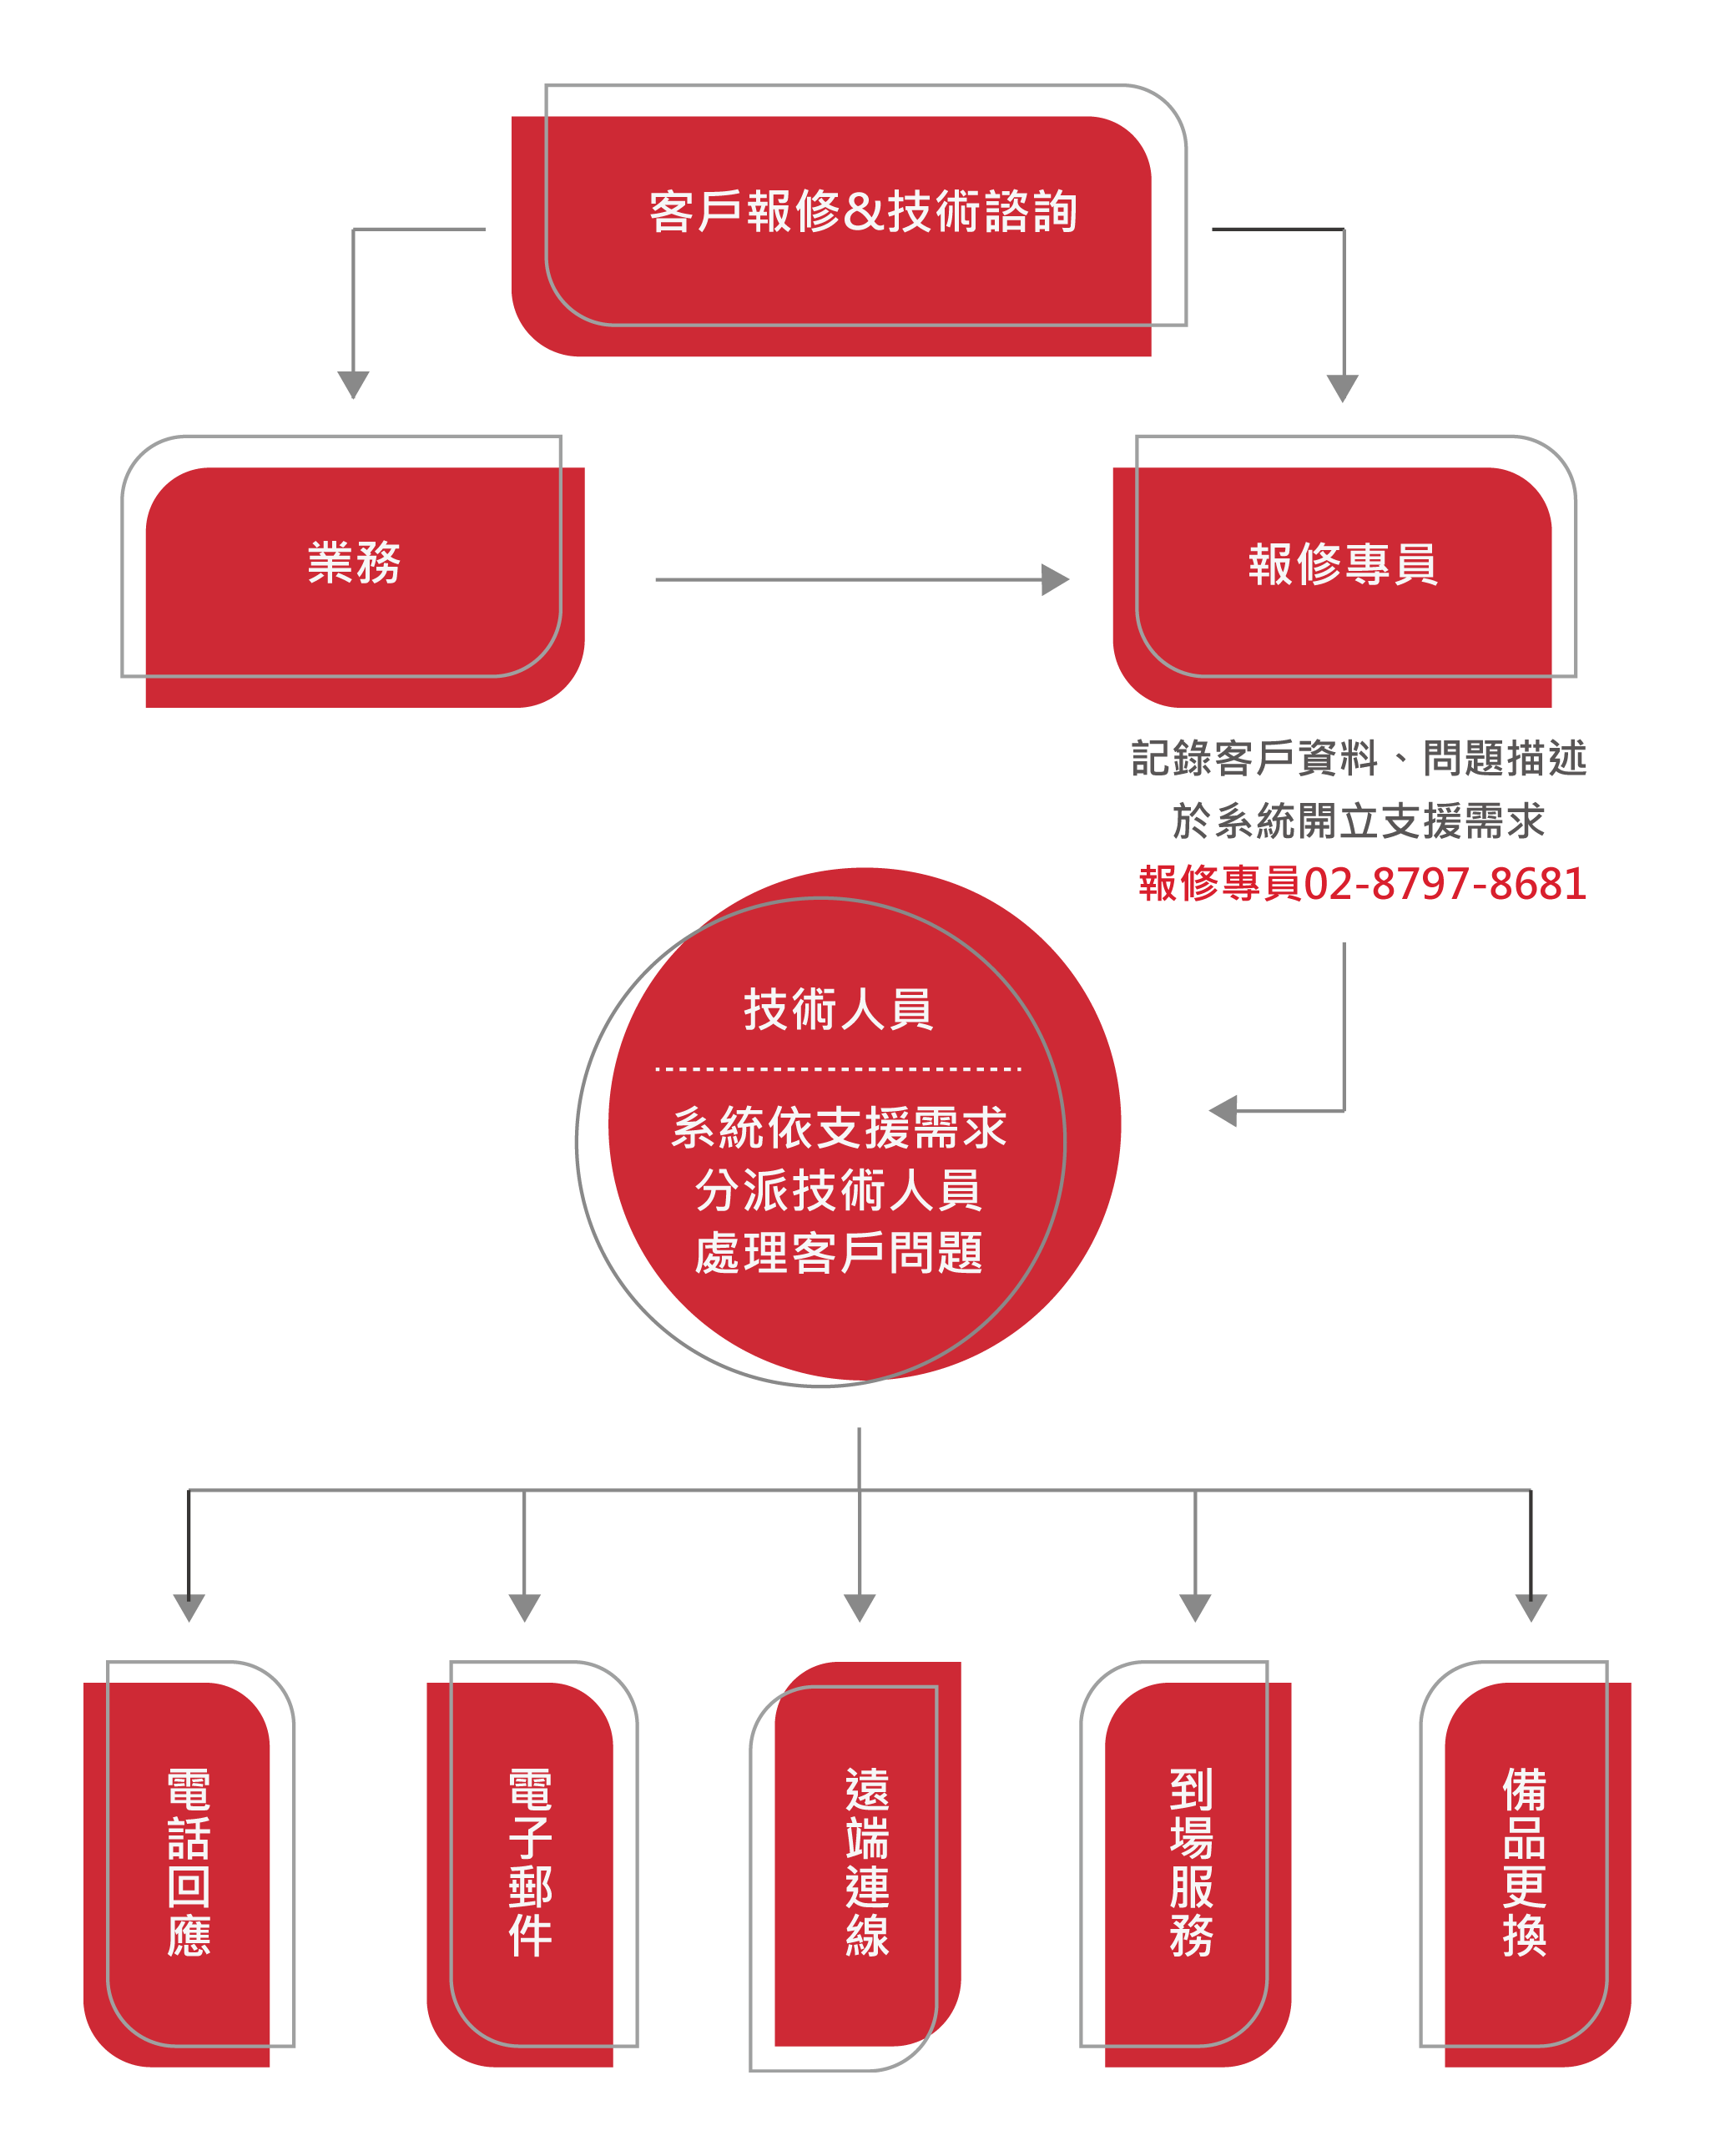 客戶報修&技術諮詢
業務
報修專員
記錄客戶資料、問題描述
於系統開立支援需求
報修專員02-8797-8681
技術人員
系統依支援需求
分派技術人員
處理客戶問題
電話回應
電子郵件
遠端連線
到場服務
備品更換